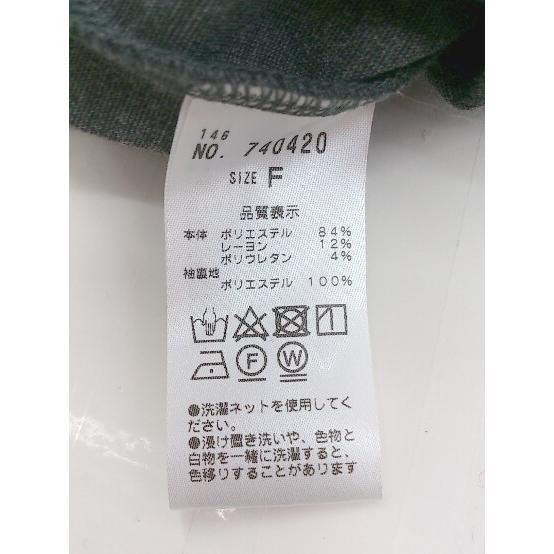 146
NO. 740420
SIZE F
品質表示
本体 ポリエステル 84%
レーヨン 12%
ポリウレタン 4%
袖裏地
ポリエステル 100%
F W
●洗濯ネットを使用してく
ださい。
●浸け置き洗いや、色物と
白物を一緒に洗濯すると、
色移りすることがあります